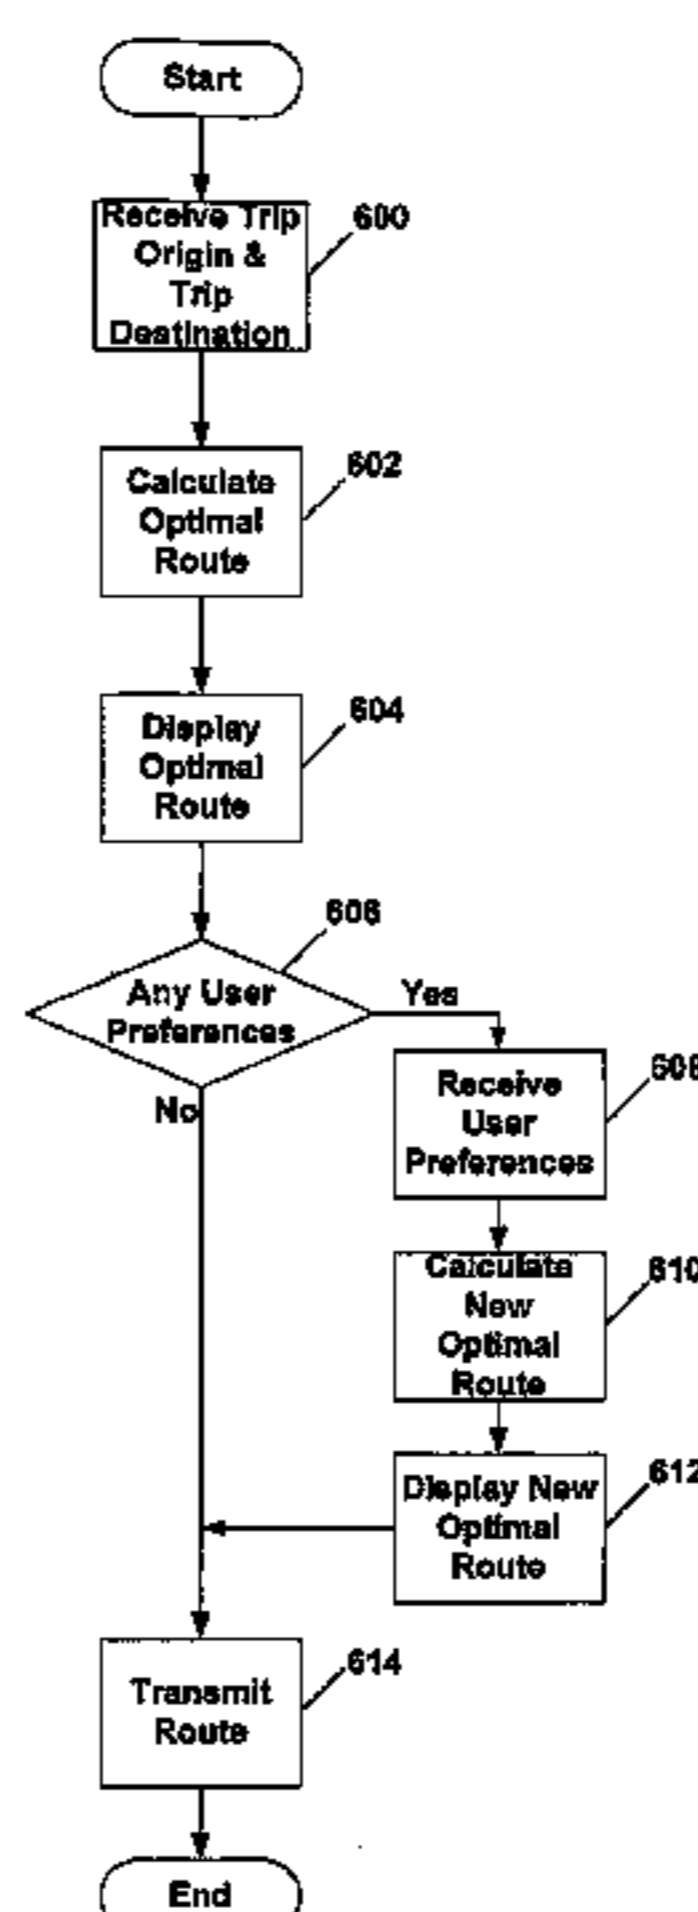 Start
Receive Trip
Origin &
Trip
Destination
600
Calculate
Optimal
Route
602
Display
Optimal
Route
604
Any User
Preferences
606
Yes
No
Receive
User
Preferences
608
Calculate
New
Optimal
Route
610
Display New
Optimal
Route
612
Transmit
Route
614
End